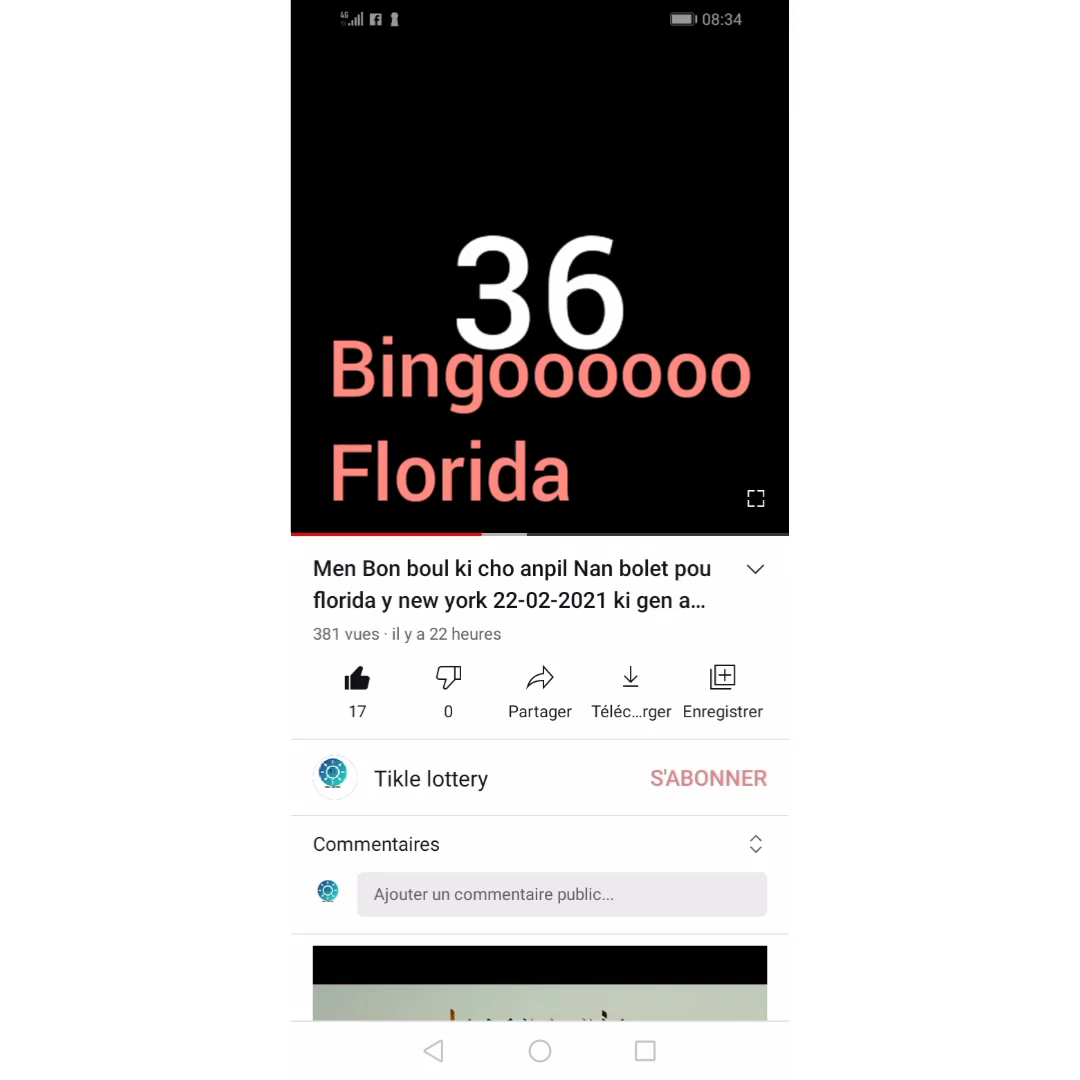 4G
08:34
36
Bingoooooo
Florida
Men Bon boul ki cho anpil Nan bolet pou
florida y new york 22-02-2021 ki gen a...
381 vues · il y a 22 heures
17
0
Partager
Téléc...rger
Enregistrer
Tikle lottery
S'ABONNER
Commentaires
Ajouter un commentaire public...